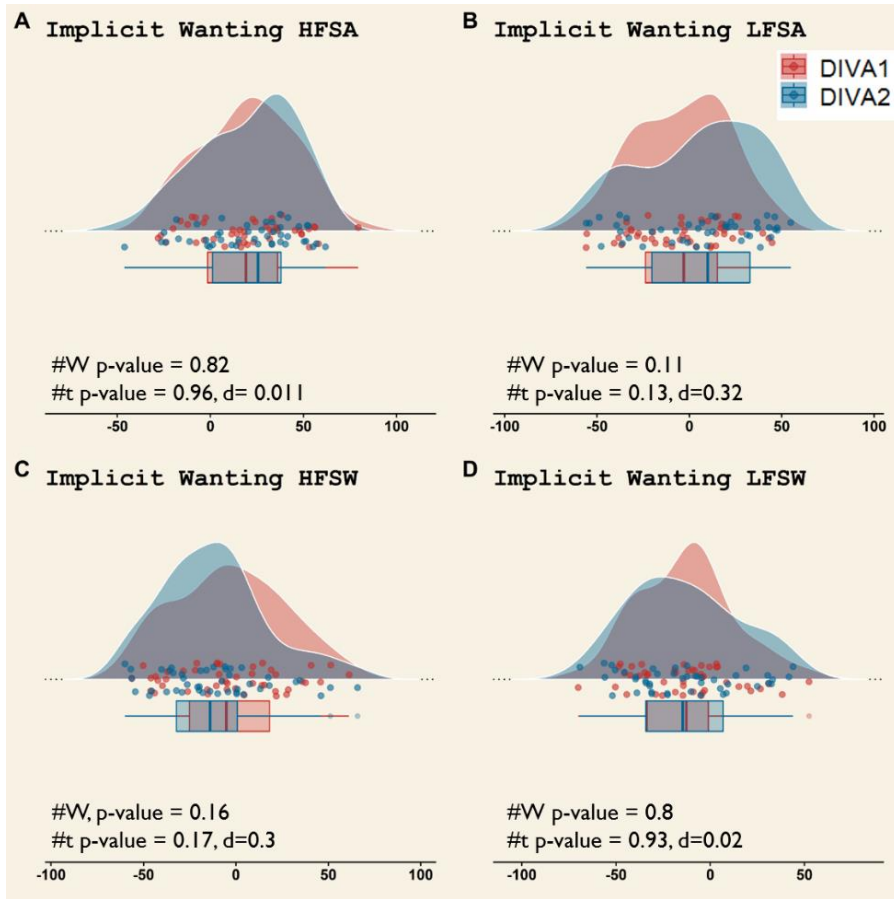 A Implicit Wanting HFSA
B Implicit Wanting LFSA
DIVA1
DIVA2
#W p-value = 0.82
#t p-value = 0.96, d= 0.011
#W p-value = 0.11
#t p-value = 0.13, d=0.32
-50 0 50 100
-100 -50 0 50 100
C Implicit Wanting HFSW
D Implicit Wanting LFSW
#W, p-value = 0.16
#t p-value = 0.17, d=0.3
#W p-value = 0.8
#t p-value = 0.93, d=0.02
-100 -50 0 50 100
-100 -50 0 50